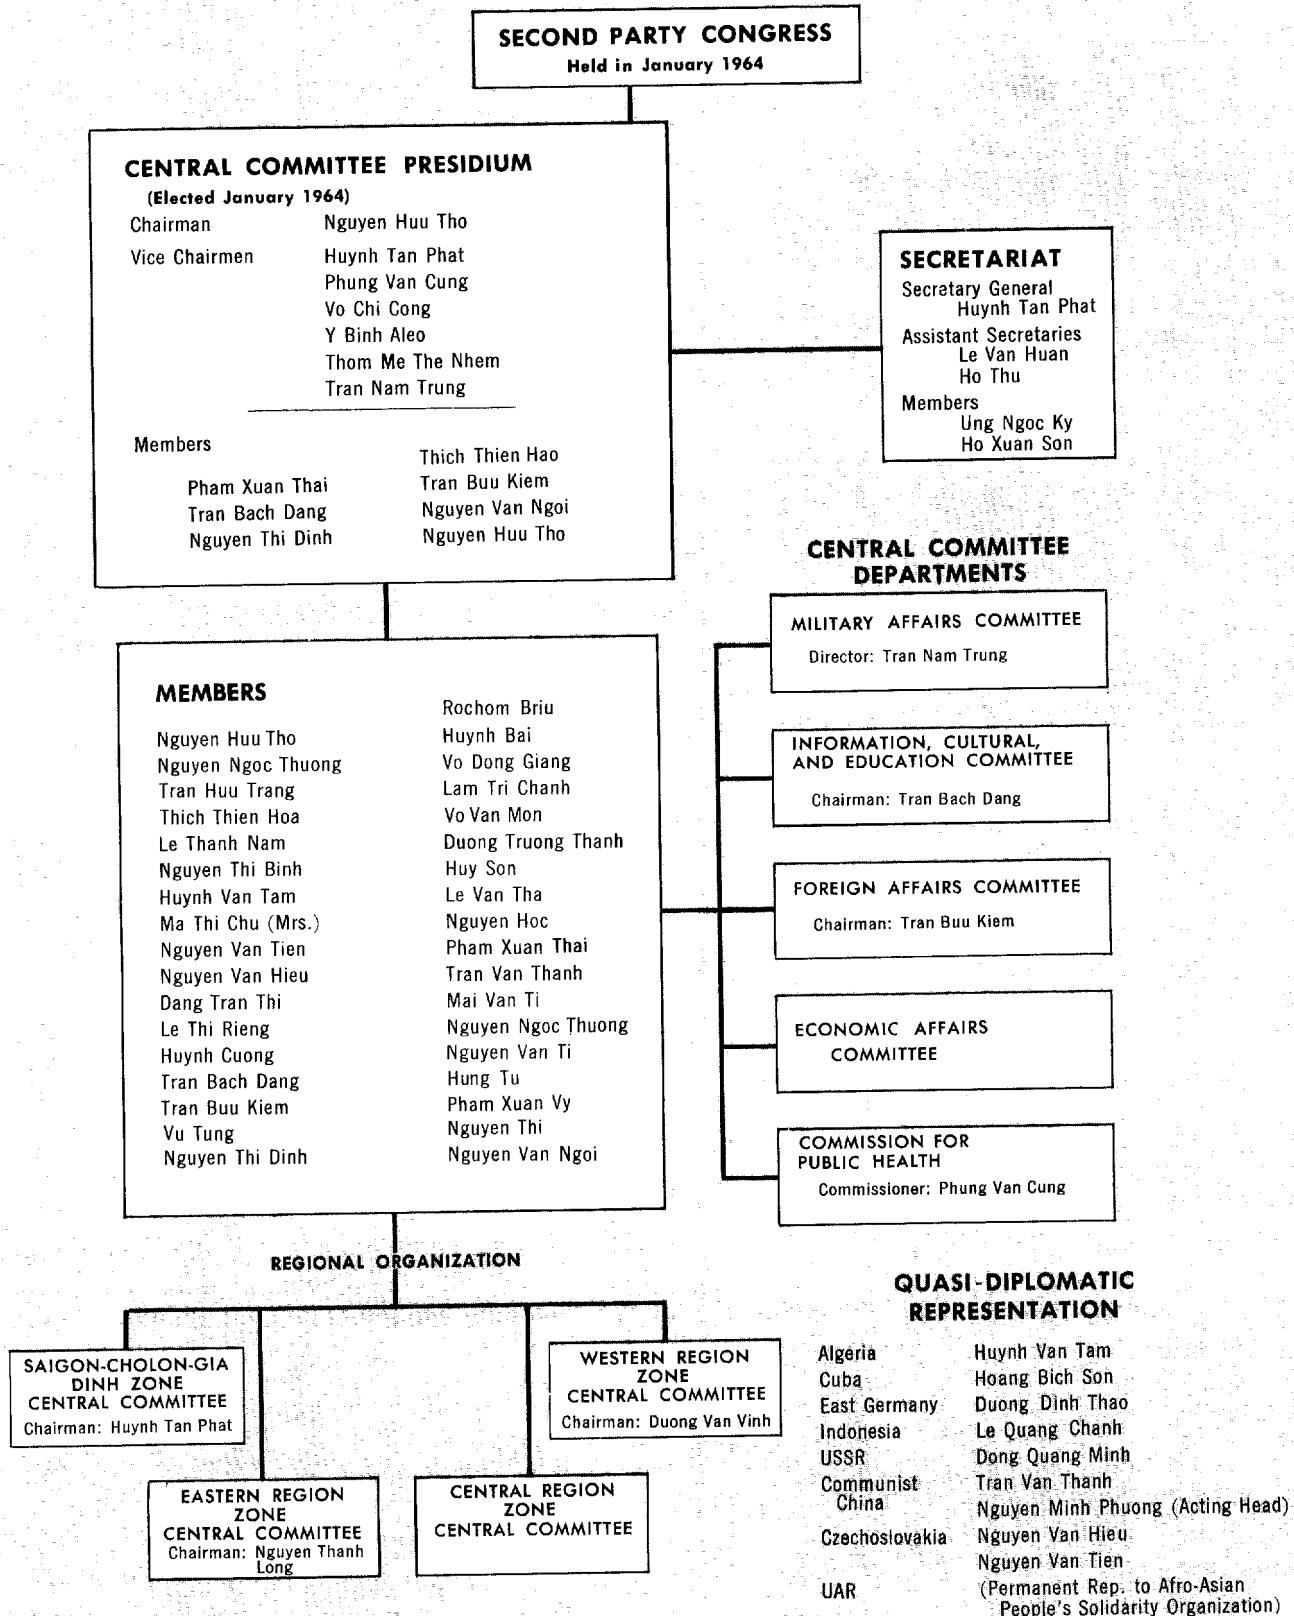 SECOND PARTY CONGRESS
Held in January 1964
CENTRAL COMMITTEE PRESIDIUM
(Elected January 1964)
Chairman Nguyen Huu Tho
Vice Chairmen Huynh Tan Phat
Phung Van Cung
Vo Chi Cong
Y Binh Aleo
Thom Me The Nhem
Tran Nam Trung
Members
Pham Xuan Thai
Tran Bach Dang
Nguyen Thi Dinh
Thich Thien Hao
Tran Buu Kiem
Nguyen Van Ngoi
Nguyen Huu Tho
SECRETARIAT
Secretary General
Huynh Tan Phat
Assistant Secretaries
Le Van Huan
Ho Thu
Members
Ung Ngoc Ky
Ho Xuan Son
MEMBERS
Nguyen Huu Tho
Nguyen Ngoc Thuong
Tran Huu Trang
Thich Thien Hoa
Le Thanh Nam
Nguyen Thi Binh
Huynh Van Tam
Ma Thi Chu (Mrs.)
Nguyen Van Tien
Nguyen Van Hieu
Dang Tran Thi
Le Thi Rieng
Huynh Cuong
Tran Bach Dang
Tran Buu Kiem
Vu Tung
Nguyen Thi Dinh
Rochom Briu
Huynh Bai
Vo Dong Giang
Lam Tri Chanh
Vo Van Mon
Duong Truong Thanh
Huy Son
Le Van Tha
Nguyen Hoc
Pham Xuan Thai
Tran Van Thanh
Mai Van Ti
Nguyen Ngoc Thuong
Nguyen Van Ti
Hung Tu
Pham Xuan Vy
Nguyen Thi
Nguyen Van Ngoi
CENTRAL COMMITTEE
DEPARTMENTS
MILITARY AFFAIRS COMMITTEE
Director: Tran Nam Trung
INFORMATION, CULTURAL,
AND EDUCATION COMMITTEE
Chairman: Tran Bach Dang
FOREIGN AFFAIRS COMMITTEE
Chairman: Tran Buu Kiem
ECONOMIC AFFAIRS
COMMITTEE
COMMISSION FOR
PUBLIC HEALTH
Commissioner: Phung Van Cung
REGIONAL ORGANIZATION
SAIGON-CHOLON-GIA
DINH ZONE
CENTRAL COMMITTEE
Chairman: Huynh Tan Phat
EASTERN REGION
ZONE
CENTRAL COMMITTEE
Chairman: Nguyen Thanh
Long
CENTRAL REGION
ZONE
CENTRAL COMMITTEE
WESTERN REGION
ZONE
CENTRAL COMMITTEE
Chairman: Duong Van Vinh
QUASI-DIPLOMATIC
REPRESENTATION
Algeria Huynh Van Tam
Cuba Hoang Bich Son
East Germany Duong Dinh Thao
Indonesia Le Quang Chanh
USSR Dong Quang Minh
Communist Tran Van Thanh
China Nguyen Minh Phuong (Acting Head)
Czechoslovakia Nguyen Van Hieu
Nguyen Van Tien
UAR (Permanent Rep. to Afro-Asian
People's Solidarity Organization)